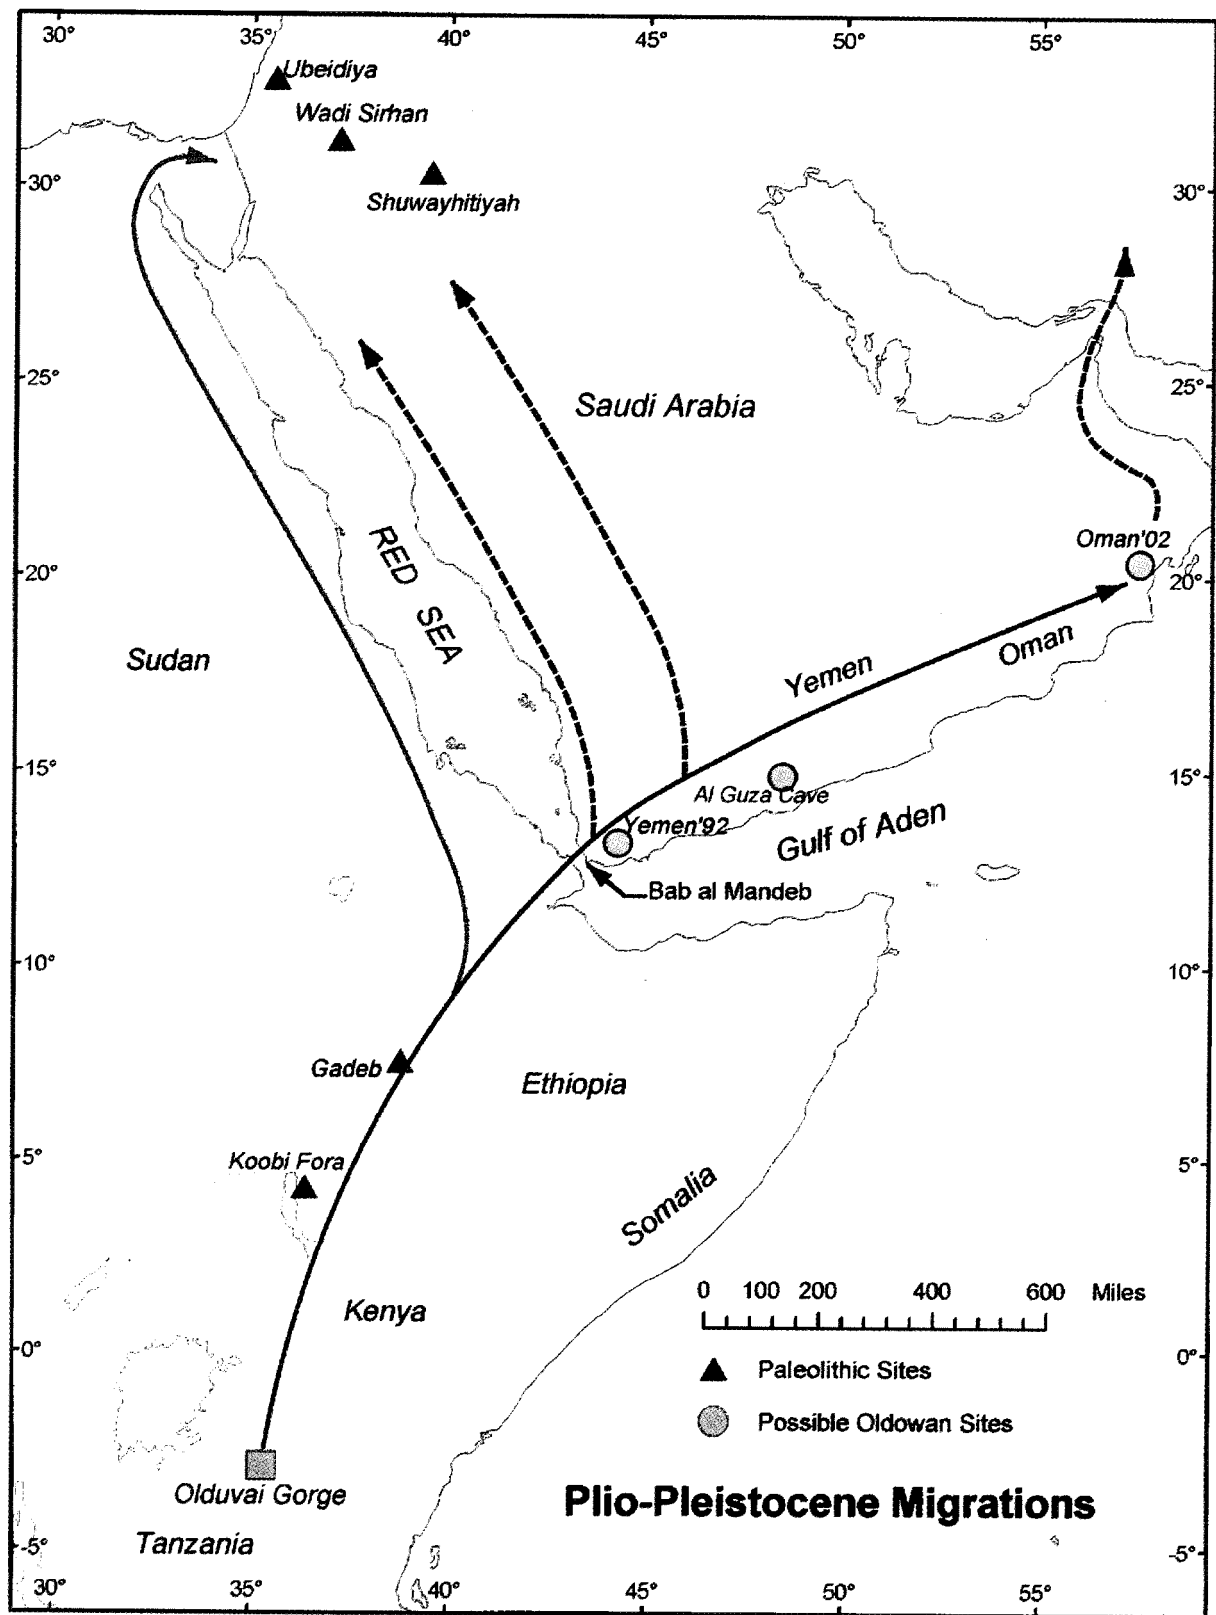 30° 35° 40° 45° 50° 55°
Ubeidiya
Wadi Sirhan
30° 30°
Shuwayhitiyah
25° 25°
Saudi Arabia
RED SEA
Oman'02
20° 20°
Sudan
Yemen
Oman
15° 15°
Al Guza Cave
Yemen'92
Gulf of Aden
Bab al Mandeb
10° 10°
Gadeb
Ethiopia
5° 5°
Koobi Fora
Somalia
0 100 200 400 600 Miles
Kenya
0° 0°
Paleolithic Sites
Possible Oldowan Sites
Olduvai Gorge
Plio-Pleistocene Migrations
Tanzania
-5° -5°
30° 35° 40° 45° 50° 55°